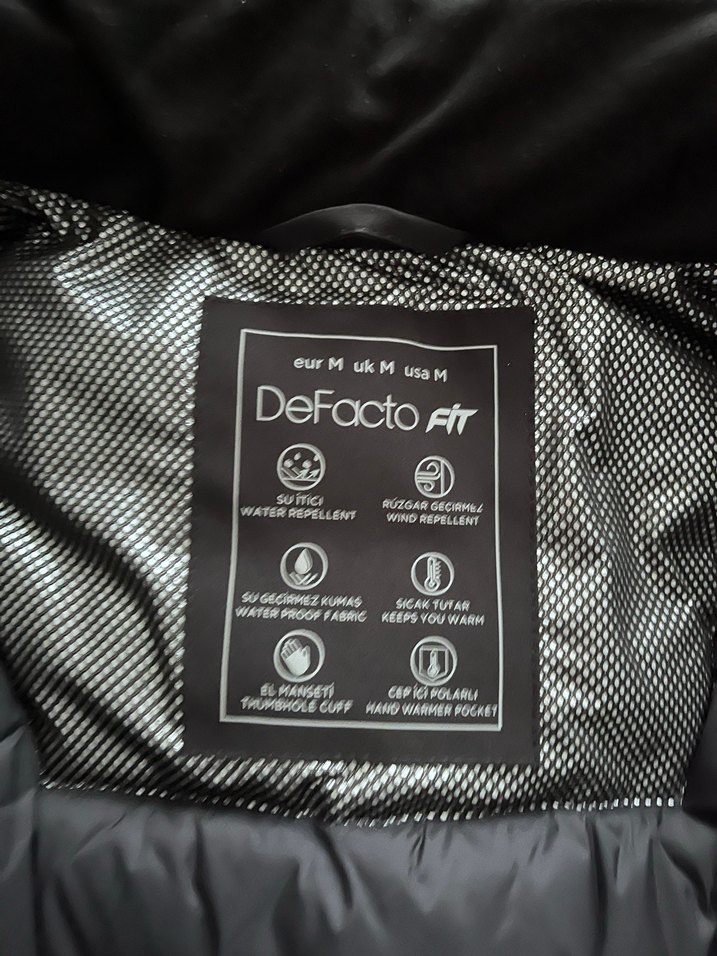 eur M uk M usa M
DeFacto FİT
SU İTİCİ
WATER REPELLENT
RÜZGAR GEÇİRMEZ
WIND REPELLENT
SU GEÇİRMEZ KUMAŞ
WATER PROOF FABRIC
SICAK TUTAR
KEEPS YOU WARM
EL MANŞETİ
THUMBHOLE CUFF
CEP İÇİ POLARLI
HAND WARMER POCKET